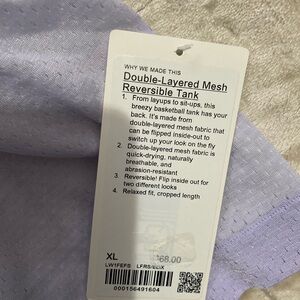 WHY WE MADE THIS
Double-Layered Mesh
Reversible Tank
1. From layups to sit-ups, this
breezy basketball tank has your
back. It's made from
double-layered mesh fabric that
can be flipped inside-out to
switch up your look on the fly
2. Double-layered mesh fabric is
quick-drying, naturally
breathable, and
abrasion-resistant
3. Reversible! Flip inside out for
two different looks
4. Relaxed fit, cropped length
XL $68.00
LW1FEFS
000156491604